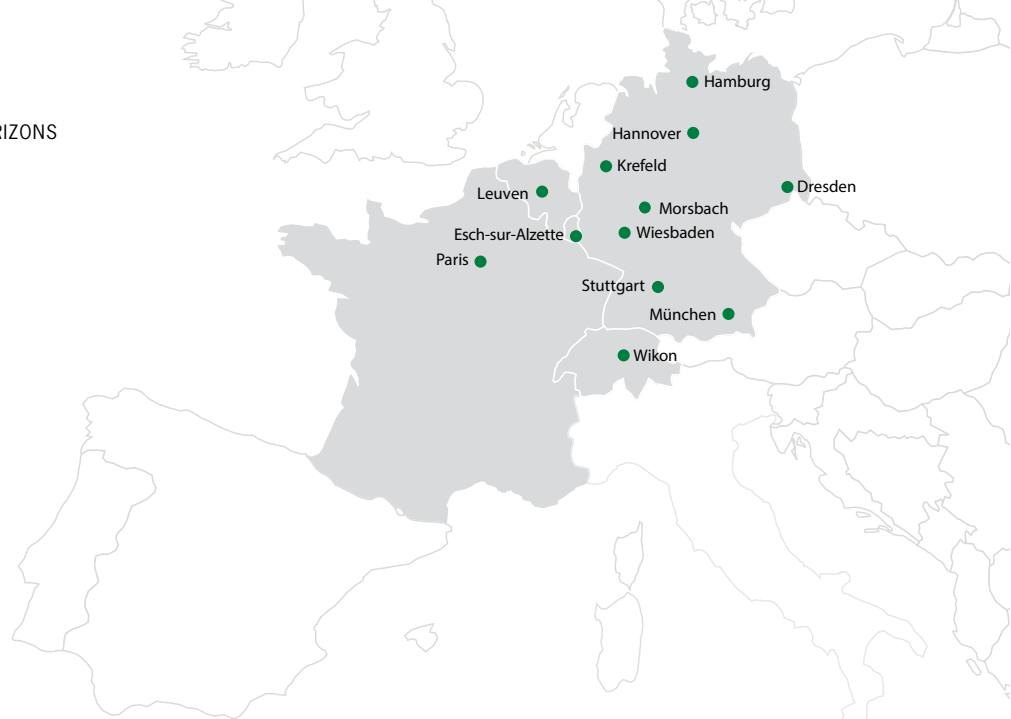 Hamburg
RIZONS
Hannover
Krefeld
Dresden
Leuven
Morsbach
Esch-sur-Alzette
Wiesbaden
Paris
Stuttgart
München
Wikon